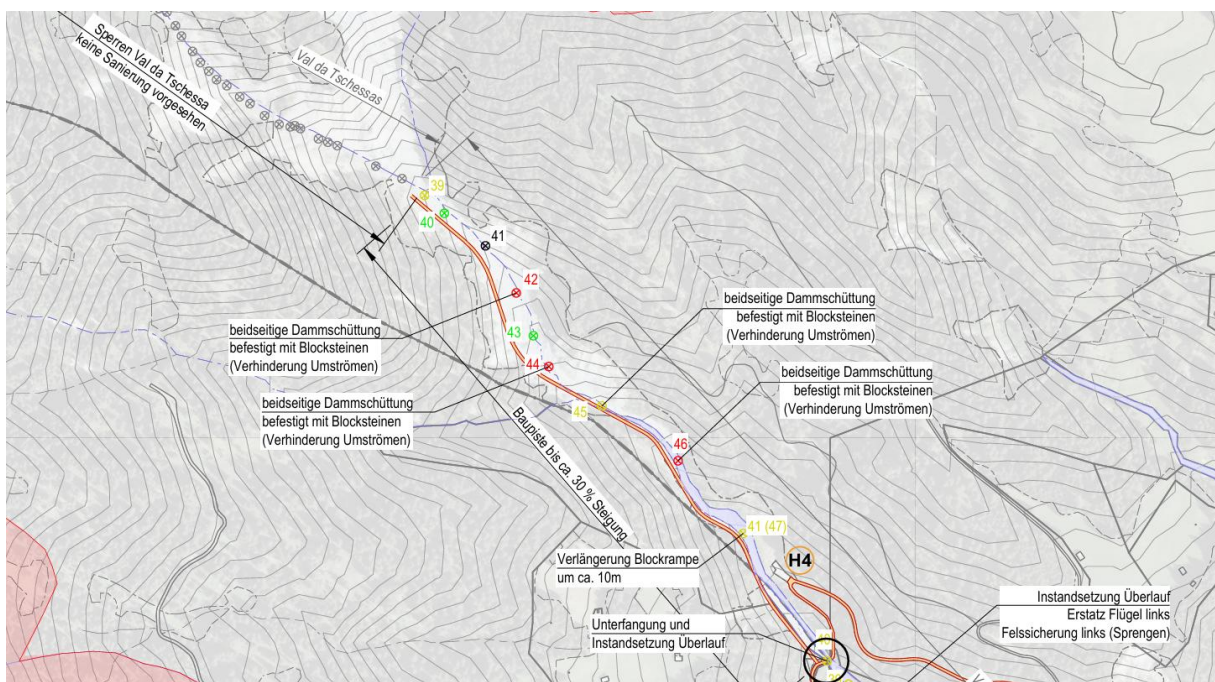 Sperren Val da Tschessa
keine Sanierung vorgesehen
Val da Tschessas
39
40
41
42
43
44
45
46
41 (47)
beidseitige Dammschüttung
befestigt mit Blocksteinen
(Verhinderung Umströmen)
beidseitige Dammschüttung
befestigt mit Blocksteinen
(Verhinderung Umströmen)
beidseitige Dammschüttung
befestigt mit Blocksteinen
(Verhinderung Umströmen)
beidseitige Dammschüttung
befestigt mit Blocksteinen
(Verhinderung Umströmen)
Baupiste bis ca. 30 % Steigung
Verlängerung Blockrampe
um ca. 10m
H4
Unterfangung und
Instandsetzung Überlauf
Instandsetzung Überlauf
Erstatz Flügel links
Felssicherung links (Sprengen)